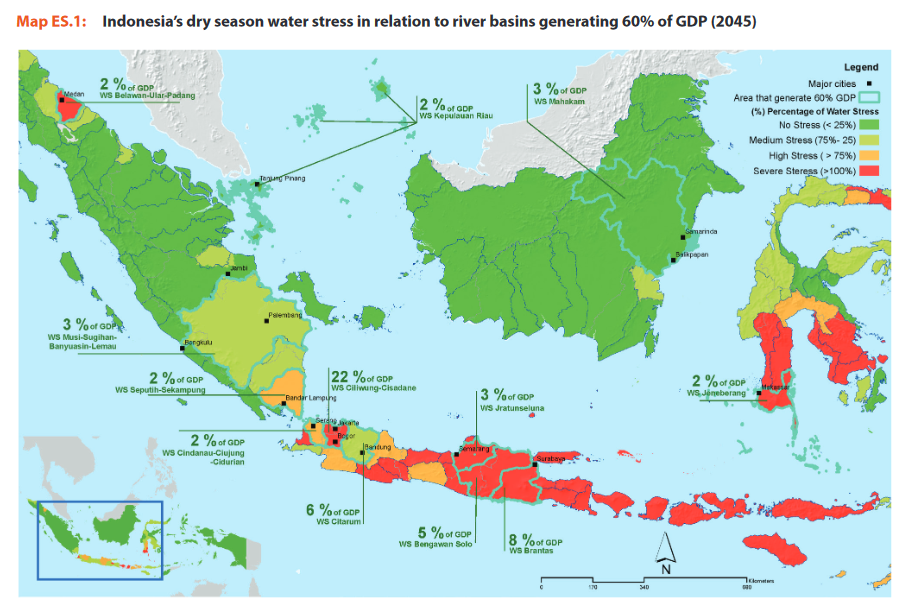 Map ES.1: Indonesia's dry season water stress in relation to river basins generating 60% of GDP (2045)
Legend
Major cities
Area that generate 60% GDP
(%) Percentage of Water Stress
No Stress (< 25%)
Medium Stress (75%- 25)
High Stress ( > 75%)
Severe Steress (>100%)
2 % of GDP
WS Belawan-Ular-Padang
Medan
2 % of GDP
WS Kepulauan Riau
3 % of GDP
WS Mahakam
Tanjung Pinang
Samarinda
Balikpapan
Jambi
Palembang
Bengkulu
3 % of GDP
WS Musi-Sugihan-
Banyuasin-Lemau
2 % of GDP
WS Seputih-Sekampung
22 % of GDP
WS Ciliwung-Cisadane
Bandar Lampung
2 % of GDP
WS Cindanau-Ciujung
-Cidurian
Serang
Jakarta
Bogor
Bandung
3 % of GDP
WS Jratunseluna
Semarang
Surabaya
2 % of GDP
WS Jeneberang
Makassar
6 % of GDP
WS Citarum
5 % of GDP
WS Bengawan Solo
8 % of GDP
WS Brantas
N
0 170 340 680
Kilometers